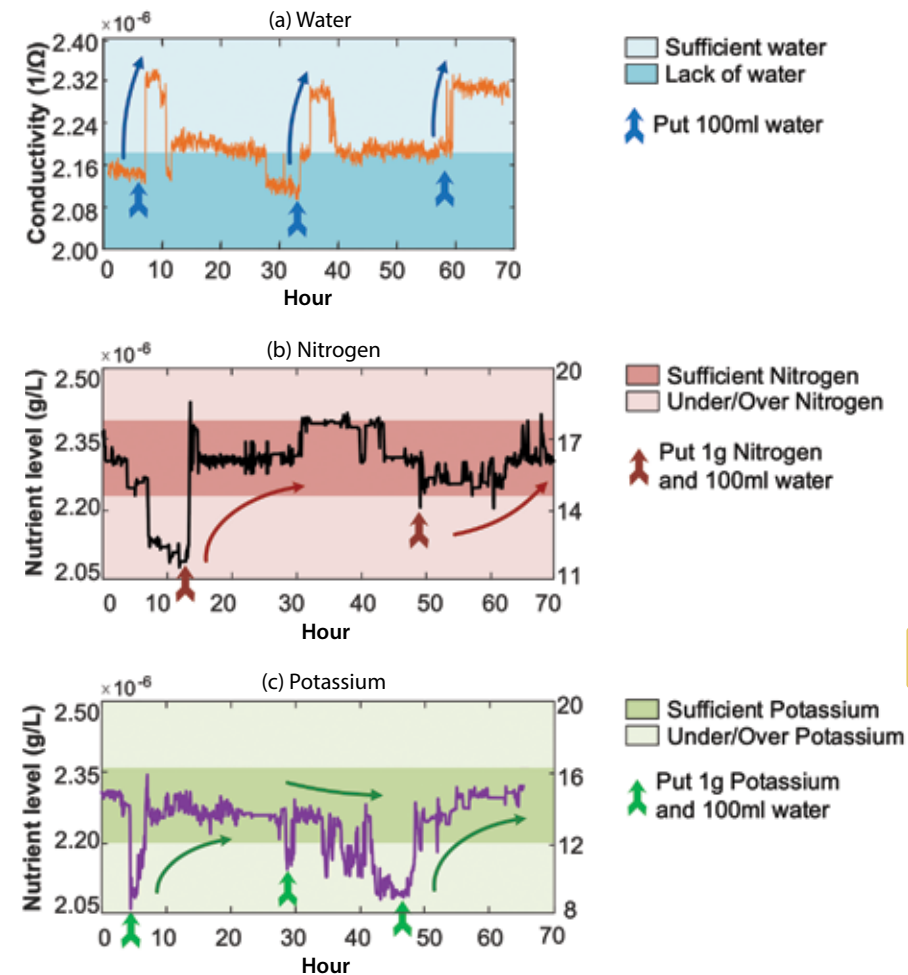 (a) Water
×10⁻⁶
2.40
2.32
2.24
2.16
2.08
2.00
Conductivity (1/Ω)
0 10 20 30 40 50 60 70
Hour
Sufficient water
Lack of water
Put 100ml water
(b) Nitrogen
×10⁻⁶
2.50
2.35
2.20
2.05
Nutrient level (g/L)
20
17
14
11
0 10 20 30 40 50 60 70
Hour
Sufficient Nitrogen
Under/Over Nitrogen
Put 1g Nitrogen
and 100ml water
(c) Potassium
×10⁻⁶
2.50
2.35
2.20
2.05
Nutrient level (g/L)
20
16
12
8
0 10 20 30 40 50 60 70
Hour
Sufficient Potassium
Under/Over Potassium
Put 1g Potassium
and 100ml water